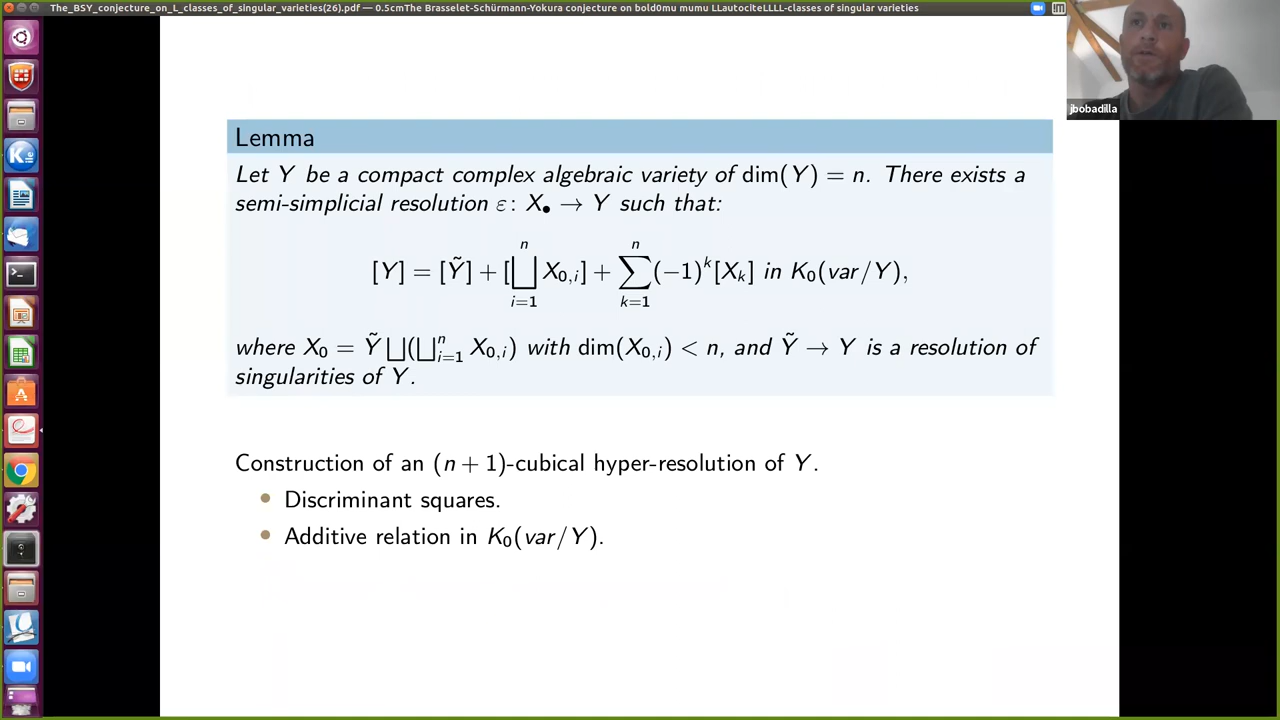 The_BSY_conjecture_on_L_classes_of_singular_varieties(26).pdf — 0.5cmThe Brasselet-Schürmann-Yokura conjecture on bold0mu mumu LLautociteLLLL-classes of singular varieties
jbobadilla
Lemma
Let Y be a compact complex algebraic variety of dim(Y) = n. There exists a
semi-simplicial resolution ε: X• → Y such that:
[Y] = [Ỹ] + [⨆_{i=1}^{n} X_{0,i}] + ∑_{k=1}^{n} (−1)^k [X_k] in K_0(var/Y),
where X_0 = Ỹ ⨆(⨆_{i=1}^{n} X_{0,i}) with dim(X_{0,i}) < n, and Ỹ → Y is a resolution of
singularities of Y.
Construction of an (n + 1)-cubical hyper-resolution of Y.
• Discriminant squares.
• Additive relation in K_0(var/Y).